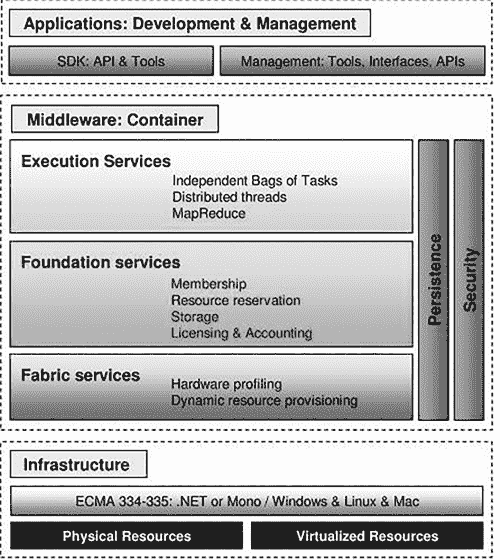 Applications: Development & Management
SDK: API & Tools
Management: Tools, Interfaces, APIs
Middleware: Container
Execution Services
Independent Bags of Tasks
Distributed threads
MapReduce
Foundation services
Membership
Resource reservation
Storage
Licensing & Accounting
Fabric services
Hardware profiling
Dynamic resource provisioning
Persistence
Security
Infrastructure
ECMA 334-335: .NET or Mono / Windows & Linux & Mac
Physical Resources
Virtualized Resources